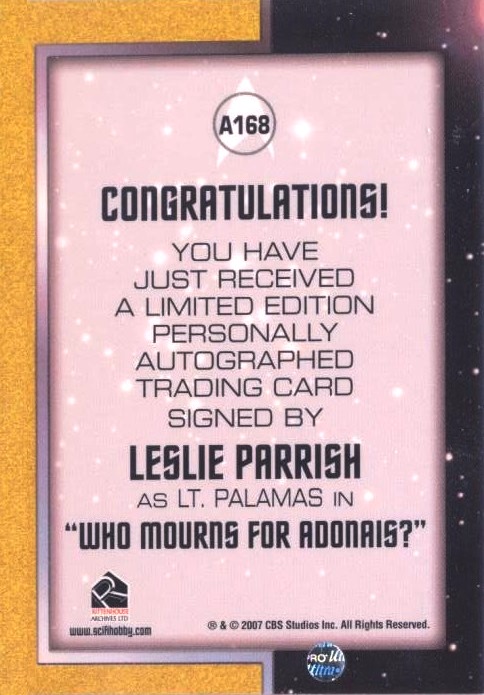 A168
CONGRATULATIONS!
YOU HAVE
JUST RECEIVED
A LIMITED EDITION
PERSONALLY
AUTOGRAPHED
TRADING CARD
SIGNED BY
LESLIE PARRISH
AS LT. PALAMAS IN
"WHO MOURNS FOR ADONAIS?"
RITTENHOUSE
ARCHIVES LTD
www.scifihobby.com
® & © 2007 CBS Studios Inc. All Rights Reserved.